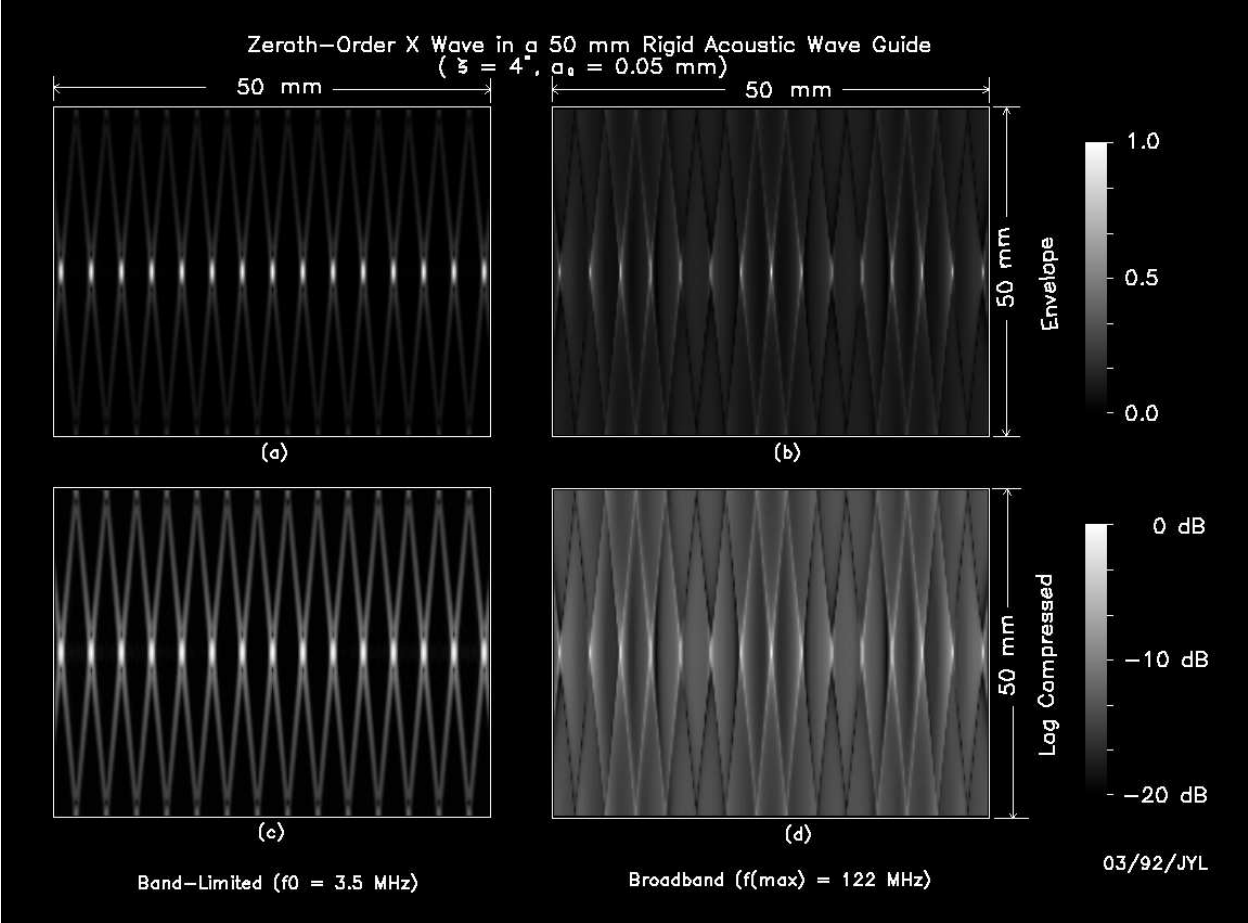 Zeroth-Order X Wave in a 50 mm Rigid Acoustic Wave Guide
( ξ = 4°, a₀ = 0.05 mm)
50 mm
50 mm
1.0
0.5
0.0
50 mm
Envelope
(a)
(b)
0 dB
-10 dB
-20 dB
50 mm
Log Compressed
(c)
(d)
03/92/JYL
Band-Limited (f0 = 3.5 MHz)
Broadband (f(max) = 122 MHz)